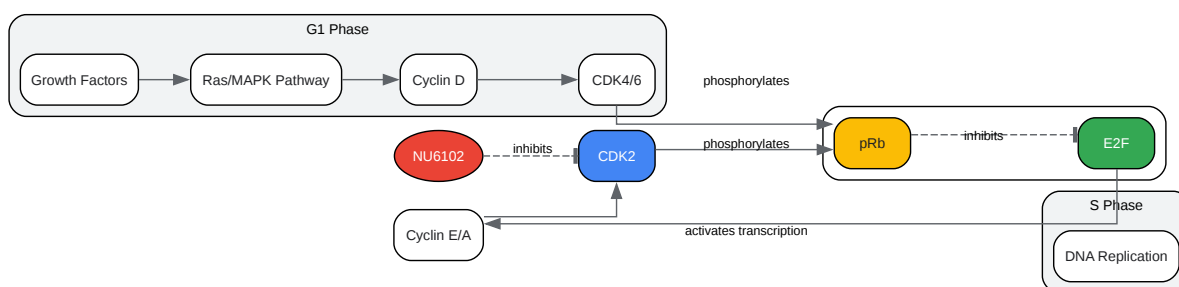 G1 Phase
Growth Factors
Ras/MAPK Pathway
Cyclin D
CDK4/6
phosphorylates
NU6102
inhibits
CDK2
phosphorylates
pRb
inhibits
E2F
Cyclin E/A
activates transcription
S Phase
DNA Replication